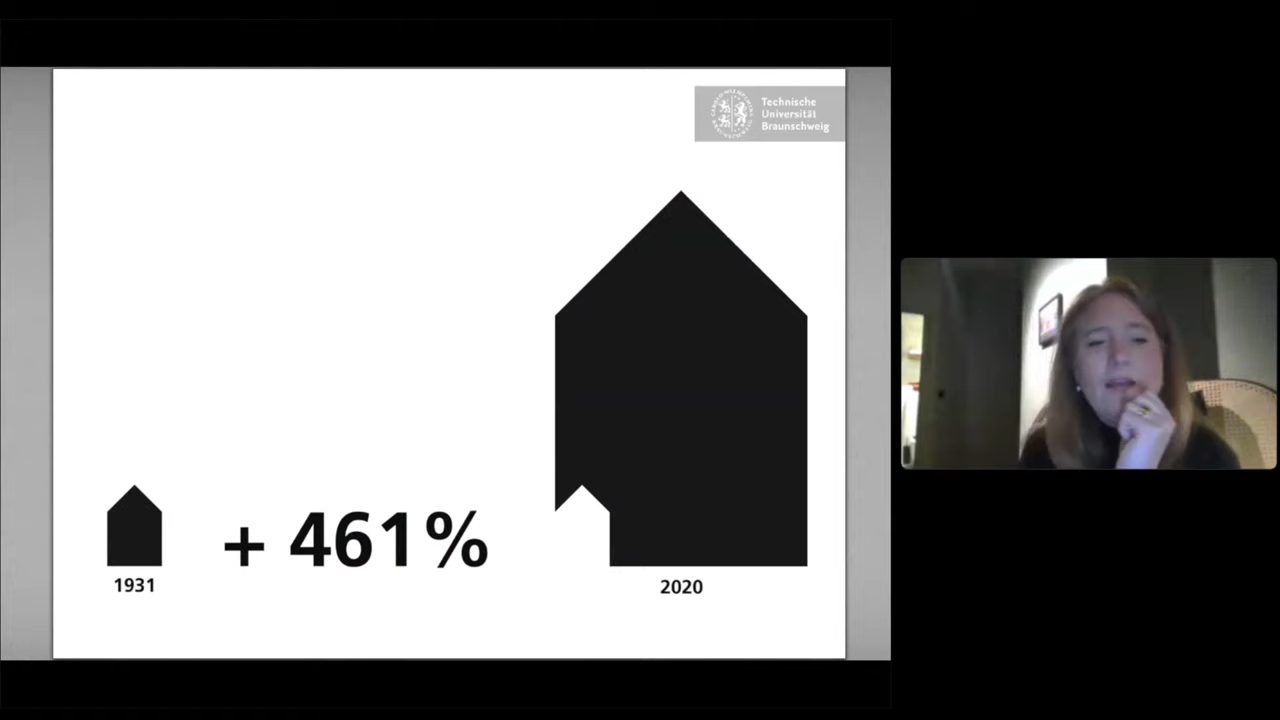 Technische
Universität
Braunschweig
+ 461%
1931
2020